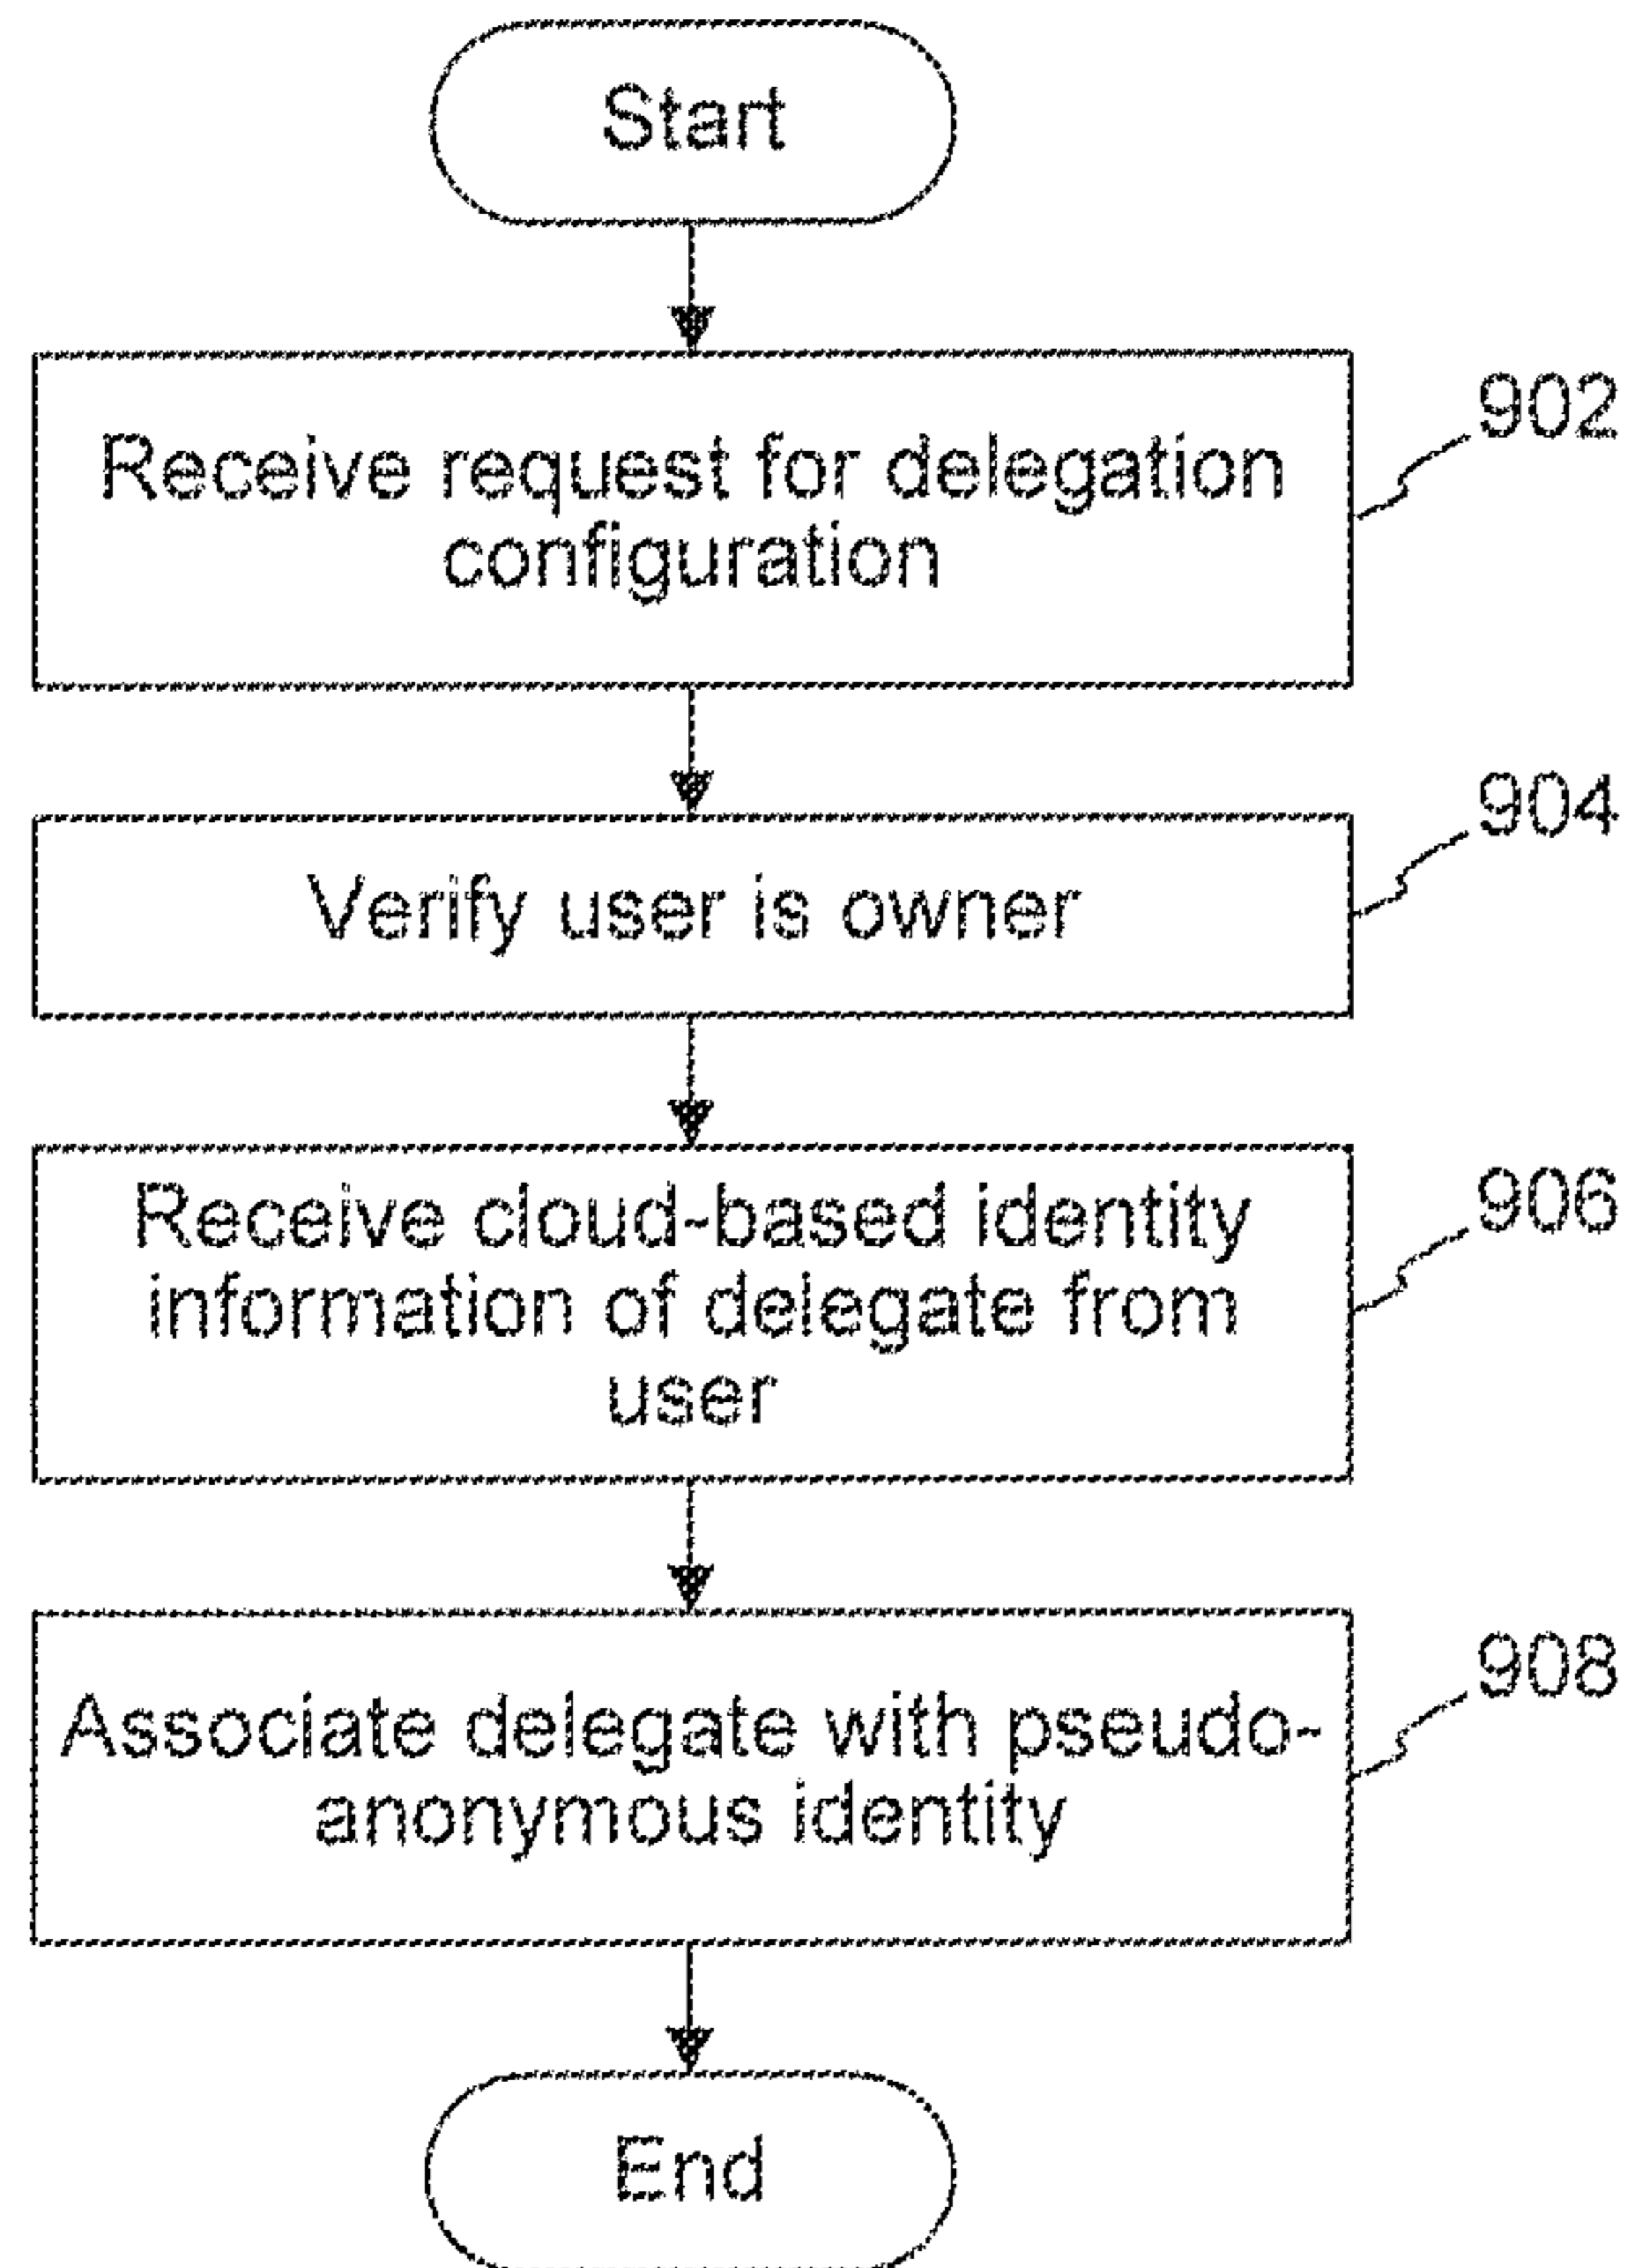 Start
Receive request for delegation
configuration
902
Verify user is owner
904
Receive cloud-based identity
information of delegate from
user
906
Associate delegate with pseudo-
anonymous identity
908
End